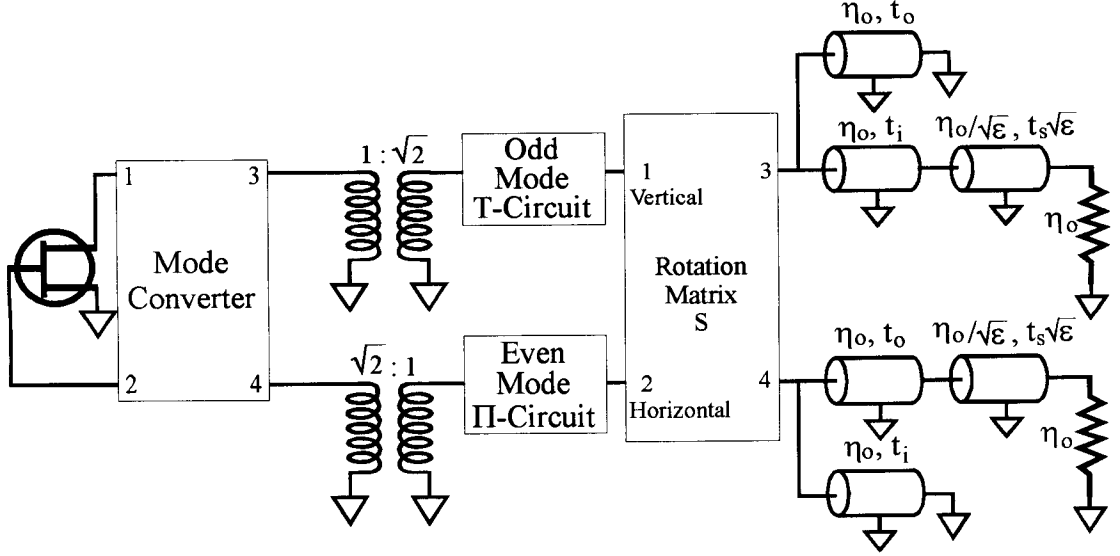 ηo, to
1 : √2
Odd
Mode
T-Circuit
ηo, ti
ηo/√ε, ts√ε
1
3
1
Vertical
3
ηo
Mode
Converter
Rotation
Matrix
S
√2 : 1
Even
Mode
Π-Circuit
ηo, to
ηo/√ε, ts√ε
2
4
2
Horizontal
4
ηo, ti
ηo